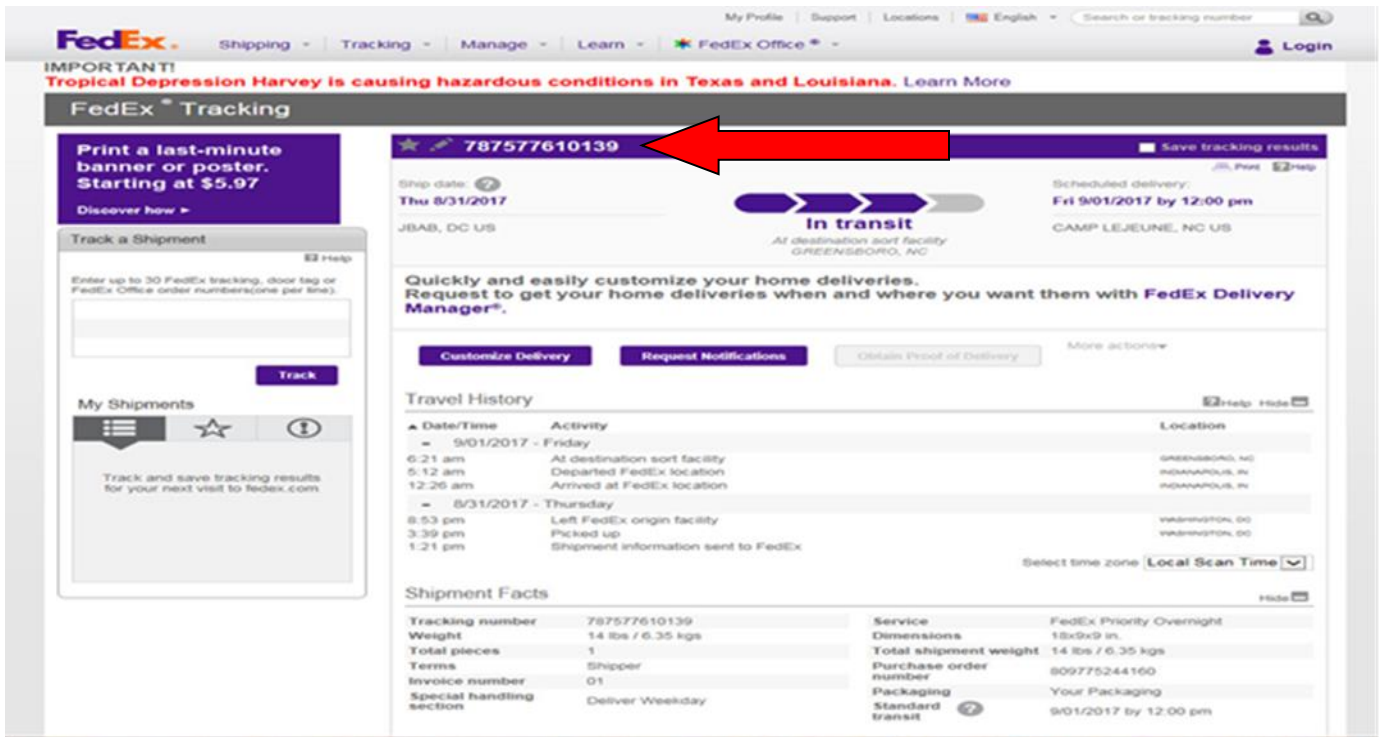 My Profile Support Locations English Search or tracking number
FedEx. Shipping Tracking Manage Learn FedEx Office ® Login
IMPORTANT!
Tropical Depression Harvey is causing hazardous conditions in Texas and Louisiana. Learn More
FedEx ® Tracking
Print a last-minute
banner or poster.
Starting at $5.97
Discover how ►
Track a Shipment
Help
Enter up to 30 FedEx tracking, door tag or
FedEx Office order numbers(one per line).
Track
My Shipments
Track and save tracking results
for your next visit to fedex.com
787577610139
Save tracking results
Print Help
Ship date: ?
Thu 8/31/2017
JBAB, DC US
In transit
At destination sort facility
GREENSBORO, NC
Scheduled delivery:
Fri 9/01/2017 by 12:00 pm
CAMP LEJEUNE, NC US
Quickly and easily customize your home deliveries.
Request to get your home deliveries when and where you want them with FedEx Delivery
Manager®.
Customize Delivery Request Notifications Obtain Proof of Delivery More actions▾
Travel History Help Hide
▲ Date/Time Activity Location
- 9/01/2017 - Friday
6:21 am At destination sort facility GREENSBORO, NC
5:12 am Departed FedEx location INDIANAPOLIS, IN
12:26 am Arrived at FedEx location INDIANAPOLIS, IN
- 8/31/2017 - Thursday
8:53 pm Left FedEx origin facility WASHINGTON, DC
3:39 pm Picked up WASHINGTON, DC
1:21 pm Shipment information sent to FedEx
Select time zone Local Scan Time
Shipment Facts Hide
Tracking number 787577610139 Service FedEx Priority Overnight
Weight 14 lbs / 6.35 kgs Dimensions 18x9x9 in.
Total pieces 1 Total shipment weight 14 lbs / 6.35 kgs
Terms Shipper Purchase order
number 809775244160
Invoice number 01 Packaging Your Packaging
Special handling
section Deliver Weekday Standard
transit ? 9/01/2017 by 12:00 pm